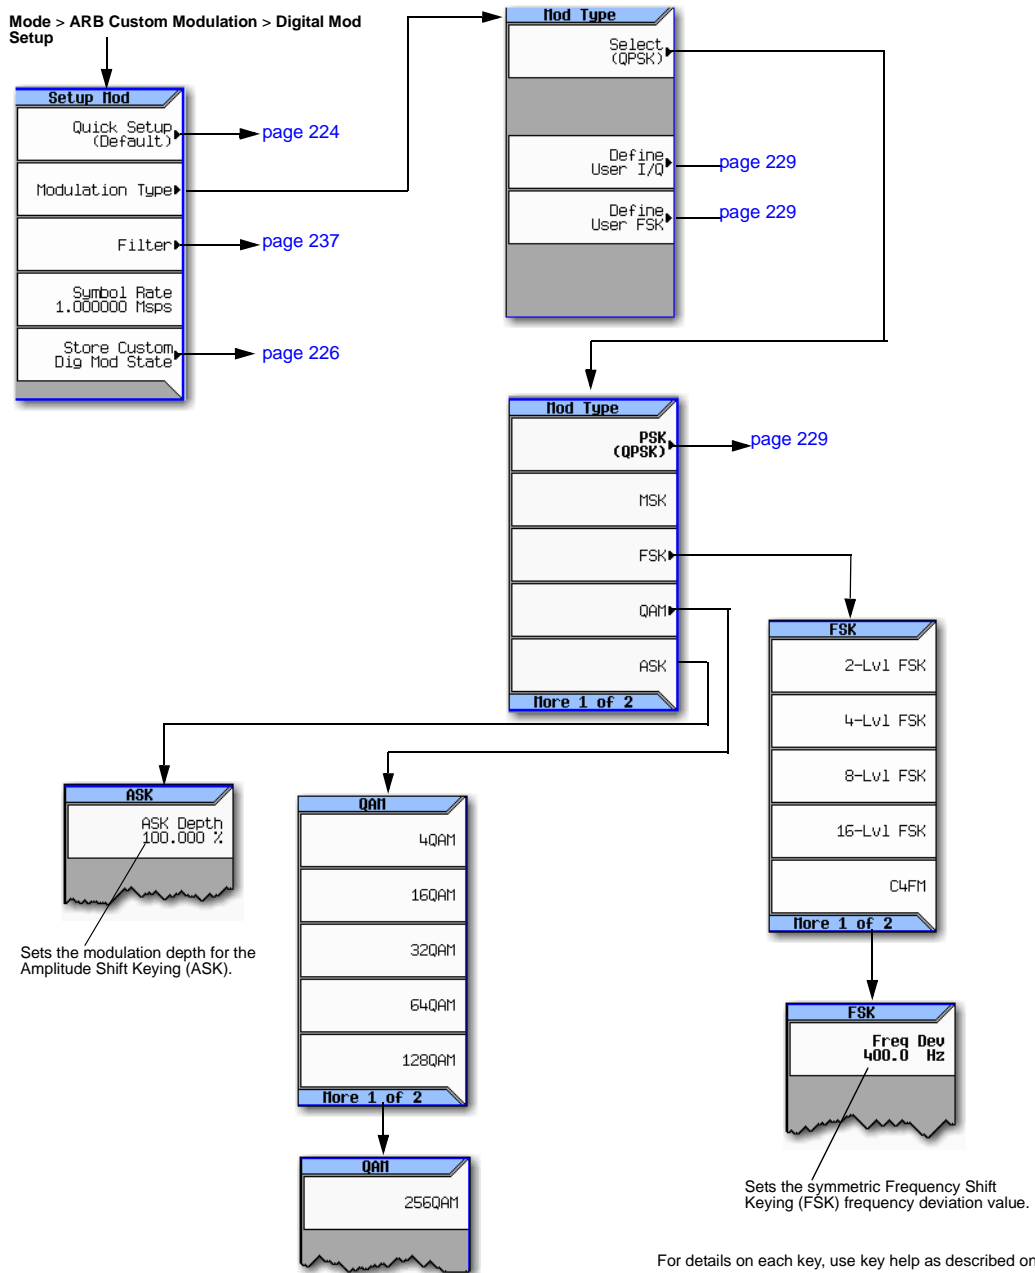 Mode > ARB Custom Modulation > Digital Mod
Setup
Setup Mod
Quick Setup
(Default)
page 224
Modulation Type
Filter
page 237
Symbol Rate
1.000000 Msps
Store Custom
Dig Mod State
page 226
Mod Type
Select
(QPSK)
Define
User I/Q
page 229
Define
User FSK
page 229
Mod Type
PSK
(QPSK)
page 229
MSK
FSK
QAM
ASK
More 1 of 2
FSK
2-Lvl FSK
4-Lvl FSK
8-Lvl FSK
16-Lvl FSK
C4FM
More 1 of 2
ASK
ASK Depth
100.000 %
Sets the modulation depth for the
Amplitude Shift Keying (ASK).
QAM
4QAM
16QAM
32QAM
64QAM
128QAM
More 1 of 2
QAM
256QAM
FSK
Freq Dev
400.0 Hz
Sets the symmetric Frequency Shift
Keying (FSK) frequency deviation value.
For details on each key, use key help as described on